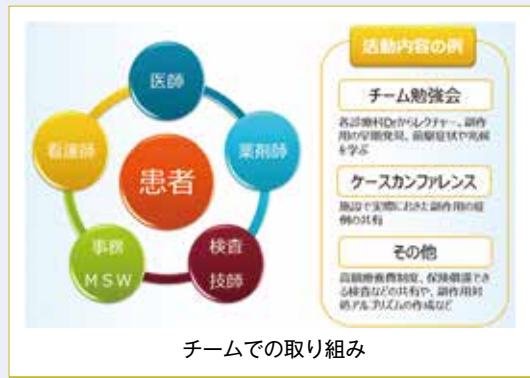 医師
看護師
薬剤師
患者
事務
MSW
検査
技師
活動内容の例
チーム勉強会
各診療科Drからレクチャー、副作
用の早期発見、前駆症状や兆候
を学ぶ
ケースカンファレンス
施設で実際におきた副作用の症
例の共有
その他
高額療養費制度、保険償還でき
る検査などの共有や、副作用対
処アルゴリズムの作成など
チームでの取り組み